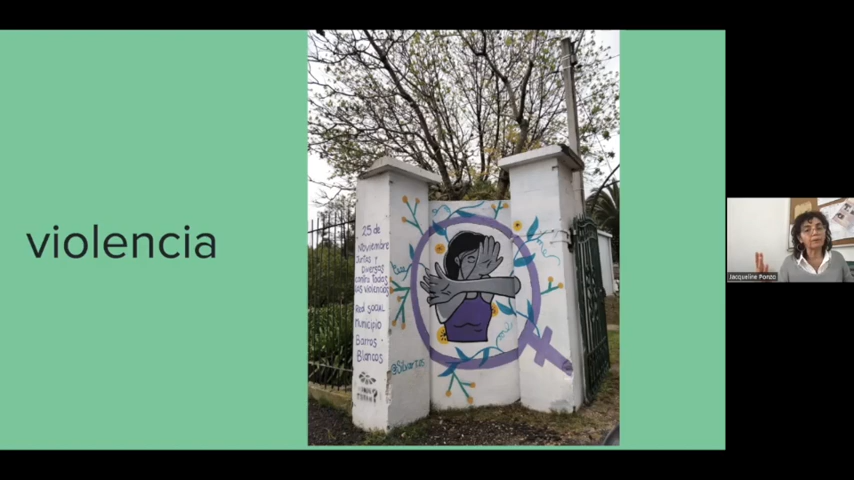 violencia
25 de
Noviembre
Juntas y
Diversas
contra Todas
Las Violencias
Red Social
Municipio
Barros
Blancos
Jacqueline Ponzo